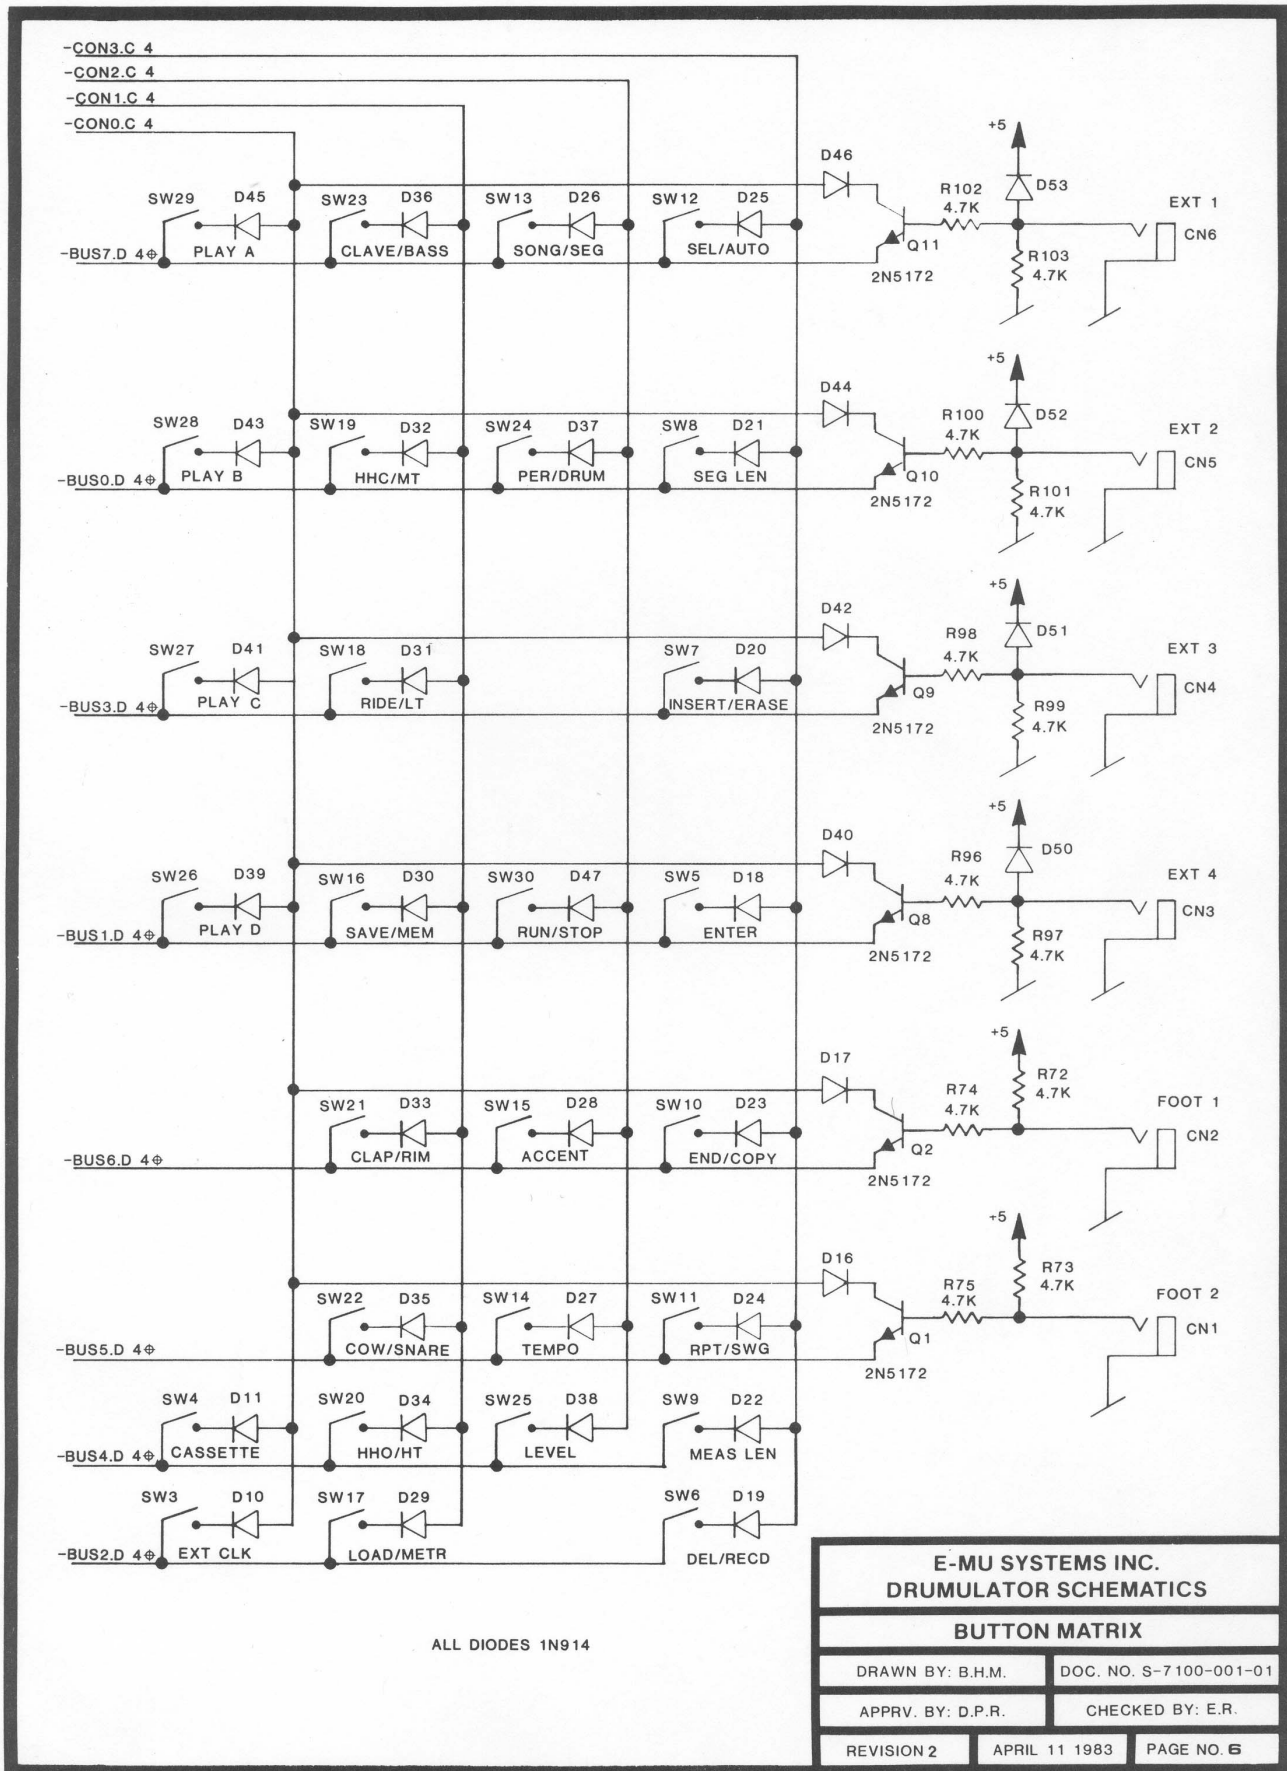 -CON3.C 4
-CON2.C 4
-CON1.C 4
-CON0.C 4
+5
D46
SW29 D45 SW23 D36 SW13 D26 SW12 D25 R102 D53 EXT 1
4.7K
Q11 CN6
-BUS7.D 4⌖ PLAY A CLAVE/BASS SONG/SEG SEL/AUTO R103
2N5172 4.7K
+5
D44
SW28 D43 SW19 D32 SW24 D37 SW8 D21 R100 D52 EXT 2
4.7K
CN5
-BUS0.D 4⌖ PLAY B HHC/MT PER/DRUM SEG LEN Q10 R101
2N5172 4.7K
+5
D42
SW27 D41 SW18 D31 SW7 D20 R98 D51 EXT 3
4.7K
CN4
-BUS3.D 4⌖ PLAY C RIDE/LT INSERT/ERASE Q9 R99
2N5172 4.7K
+5
D40
SW26 D39 SW16 D30 SW30 D47 SW5 D18 R96 D50 EXT 4
4.7K
CN3
-BUS1.D 4⌖ PLAY D SAVE/MEM RUN/STOP ENTER Q8 R97
2N5172 4.7K
+5
D17 R72
SW21 D33 SW15 D28 SW10 D23 R74 4.7K FOOT 1
4.7K
CN2
-BUS6.D 4⌖ CLAP/RIM ACCENT END/COPY Q2
2N5172
+5
D16 R73
SW22 D35 SW14 D27 SW11 D24 R75 4.7K FOOT 2
4.7K
CN1
-BUS5.D 4⌖ COW/SNARE TEMPO RPT/SWG Q1
2N5172
SW4 D11 SW20 D34 SW25 D38 SW9 D22
-BUS4.D 4⌖ CASSETTE HHO/HT LEVEL MEAS LEN
SW3 D10 SW17 D29 SW6 D19
-BUS2.D 4⌖ EXT CLK LOAD/METR DEL/RECD
ALL DIODES 1N914
E-MU SYSTEMS INC.
DRUMULATOR SCHEMATICS
BUTTON MATRIX
DRAWN BY: B.H.M. DOC. NO. S-7100-001-01
APPRV. BY: D.P.R. CHECKED BY: E.R.
REVISION 2 APRIL 11 1983 PAGE NO. 6